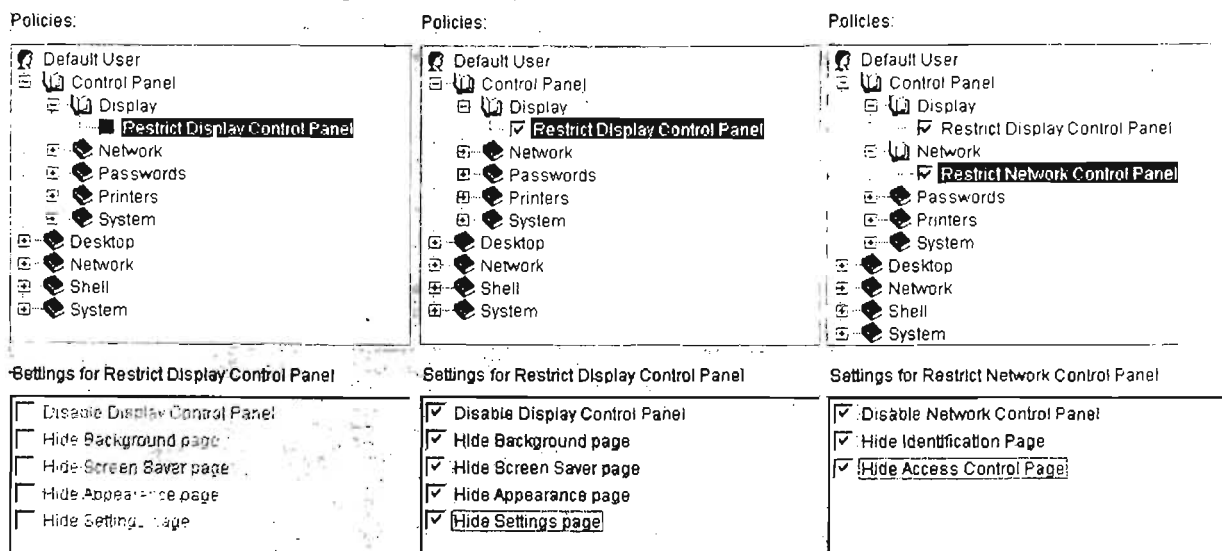 Policies:
Default User
Control Panel
Display
Restrict Display Control Panel
Network
Passwords
Printers
System
Desktop
Network
Shell
System
Settings for Restrict Display Control Panel
Disable Display Control Panel
Hide Background page
Hide Screen Saver page
Hide Appearance page
Hide Settings page
Policies:
Default User
Control Panel
Display
Restrict Display Control Panel
Network
Passwords
Printers
System
Desktop
Network
Shell
System
Settings for Restrict Display Control Panel
Disable Display Control Panel
Hide Background page
Hide Screen Saver page
Hide Appearance page
Hide Settings page
Policies:
Default User
Control Panel
Display
Restrict Display Control Panel
Network
Restrict Network Control Panel
Passwords
Printers
System
Desktop
Network
Shell
System
Settings for Restrict Network Control Panel
Disable Network Control Panel
Hide Identification Page
Hide Access Control Page